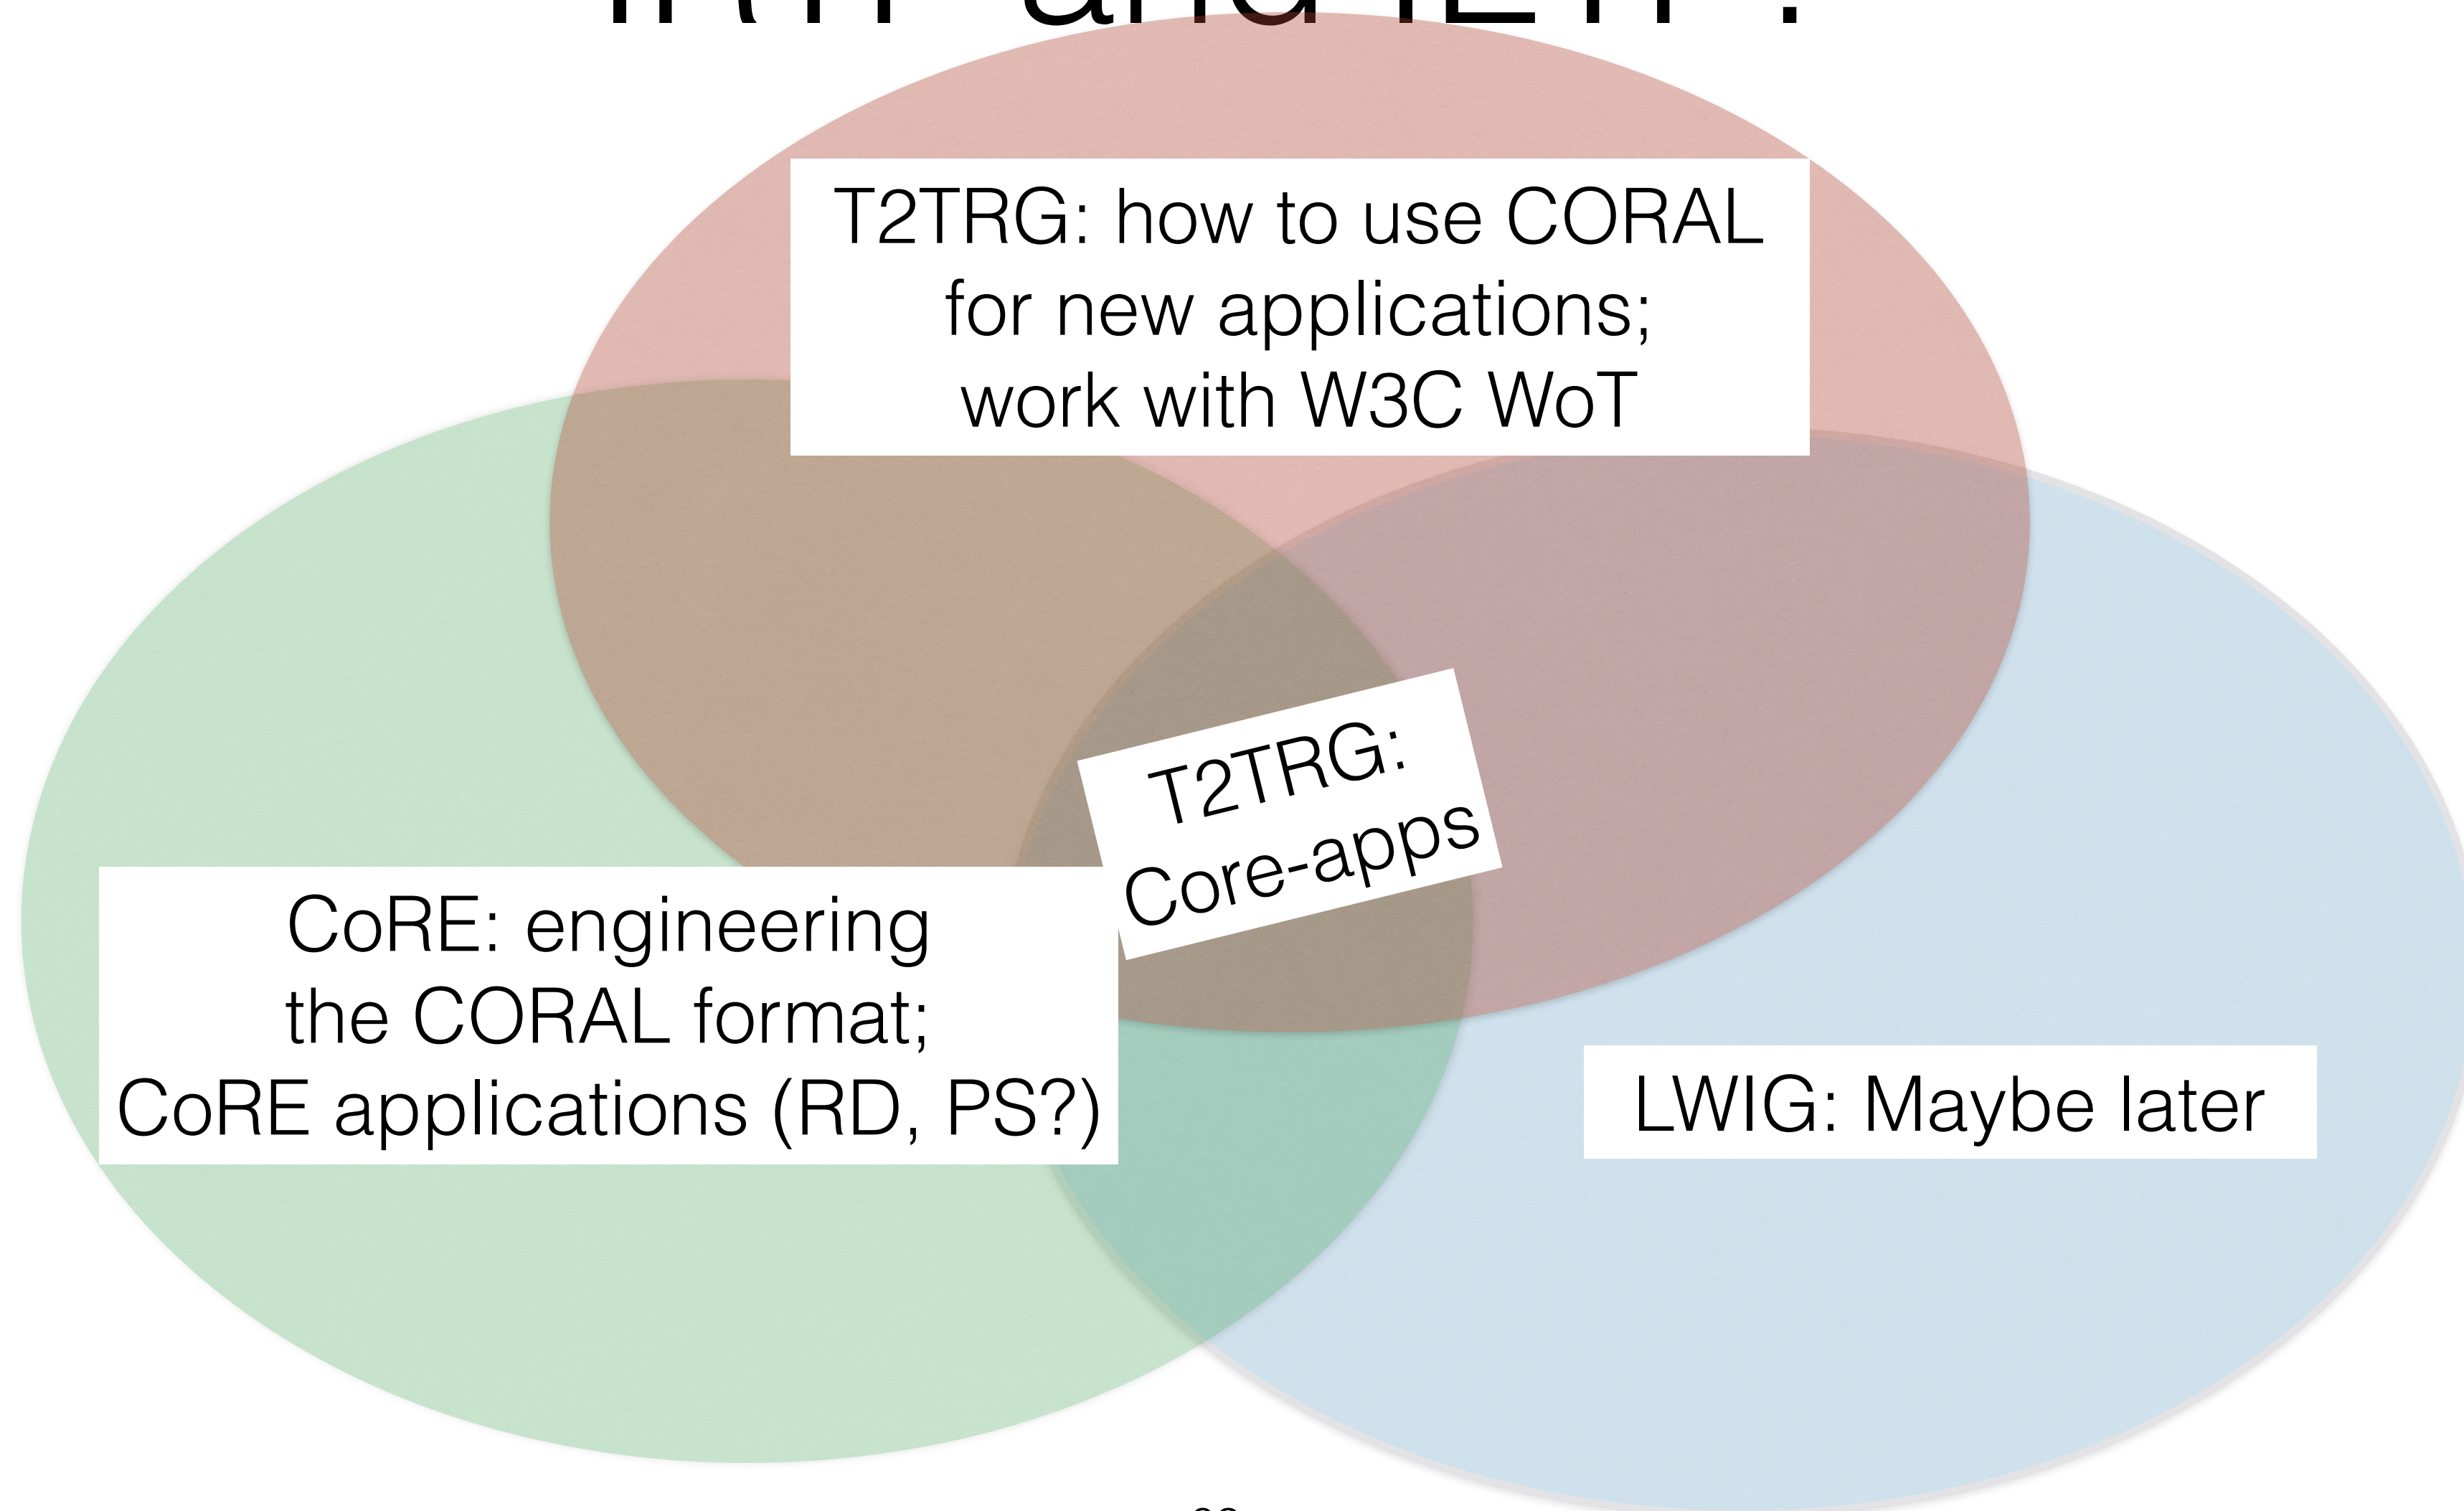 and
T2TRG: how to use CORAL
for new applications;
work with W3C WoT
T2TRG:
Core-apps
CoRE: engineering
the CORAL format;
CoRE applications (RD, PS?)
LWIG: Maybe later